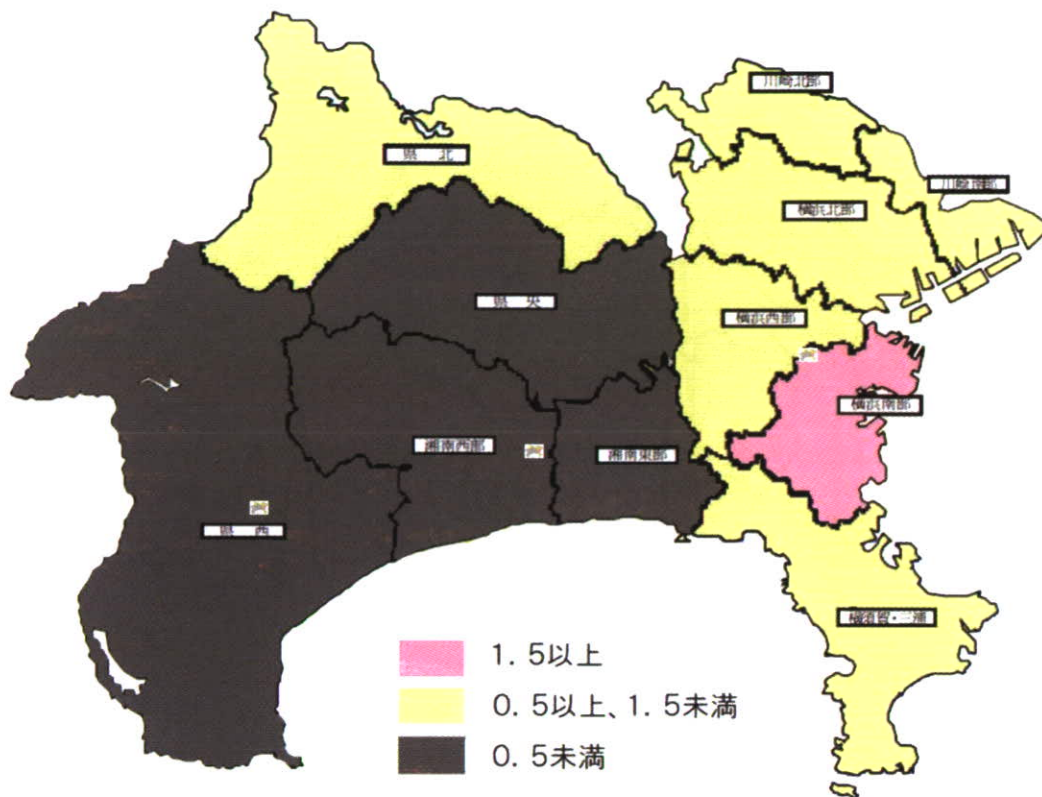 川崎北部
県 北
川崎南部
横浜北部
県 央
横浜西部
横浜南部
湘南西部
湘南東部
県 西
横須賀・三浦
1.5以上
0.5以上、1.5未満
0.5未満